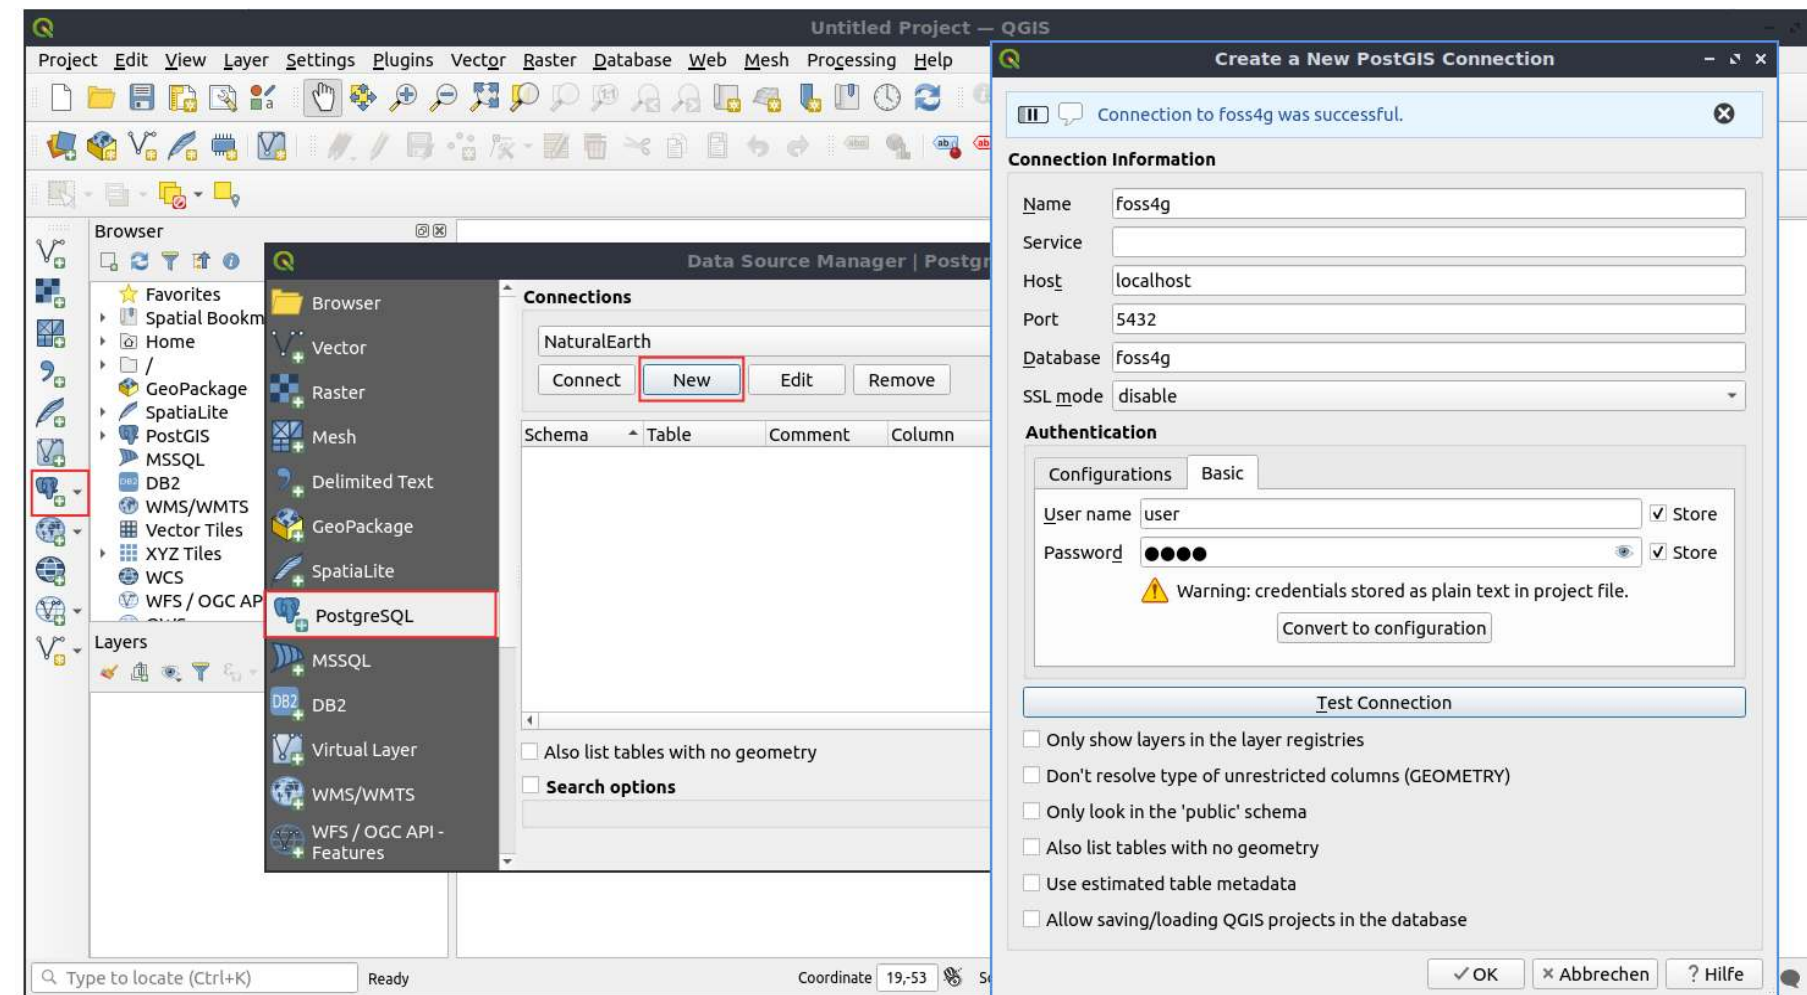 Untitled Project — QGIS
Project Edit View Layer Settings Plugins Vector Raster Database Web Mesh Processing Help
Browser
Favorites
Spatial Bookm
Home
/
GeoPackage
SpatiaLite
PostGIS
MSSQL
DB2
WMS/WMTS
Vector Tiles
XYZ Tiles
WCS
WFS / OGC AP
Layers
Type to locate (Ctrl+K)
Ready
Coordinate 19,-53
Data Source Manager | Postgr
Browser
Vector
Raster
Mesh
Delimited Text
GeoPackage
SpatiaLite
PostgreSQL
MSSQL
DB2
Virtual Layer
WMS/WMTS
WFS / OGC API -
Features
Connections
NaturalEarth
Connect New Edit Remove
Schema Table Comment Column
Also list tables with no geometry
Search options
Create a New PostGIS Connection
Connection to foss4g was successful.
Connection Information
Name foss4g
Service
Host localhost
Port 5432
Database foss4g
SSL mode disable
Authentication
Configurations Basic
User name user Store
Password ●●●● Store
Warning: credentials stored as plain text in project file.
Convert to configuration
Test Connection
Only show layers in the layer registries
Don't resolve type of unrestricted columns (GEOMETRY)
Only look in the 'public' schema
Also list tables with no geometry
Use estimated table metadata
Allow saving/loading QGIS projects in the database
OK Abbrechen Hilfe